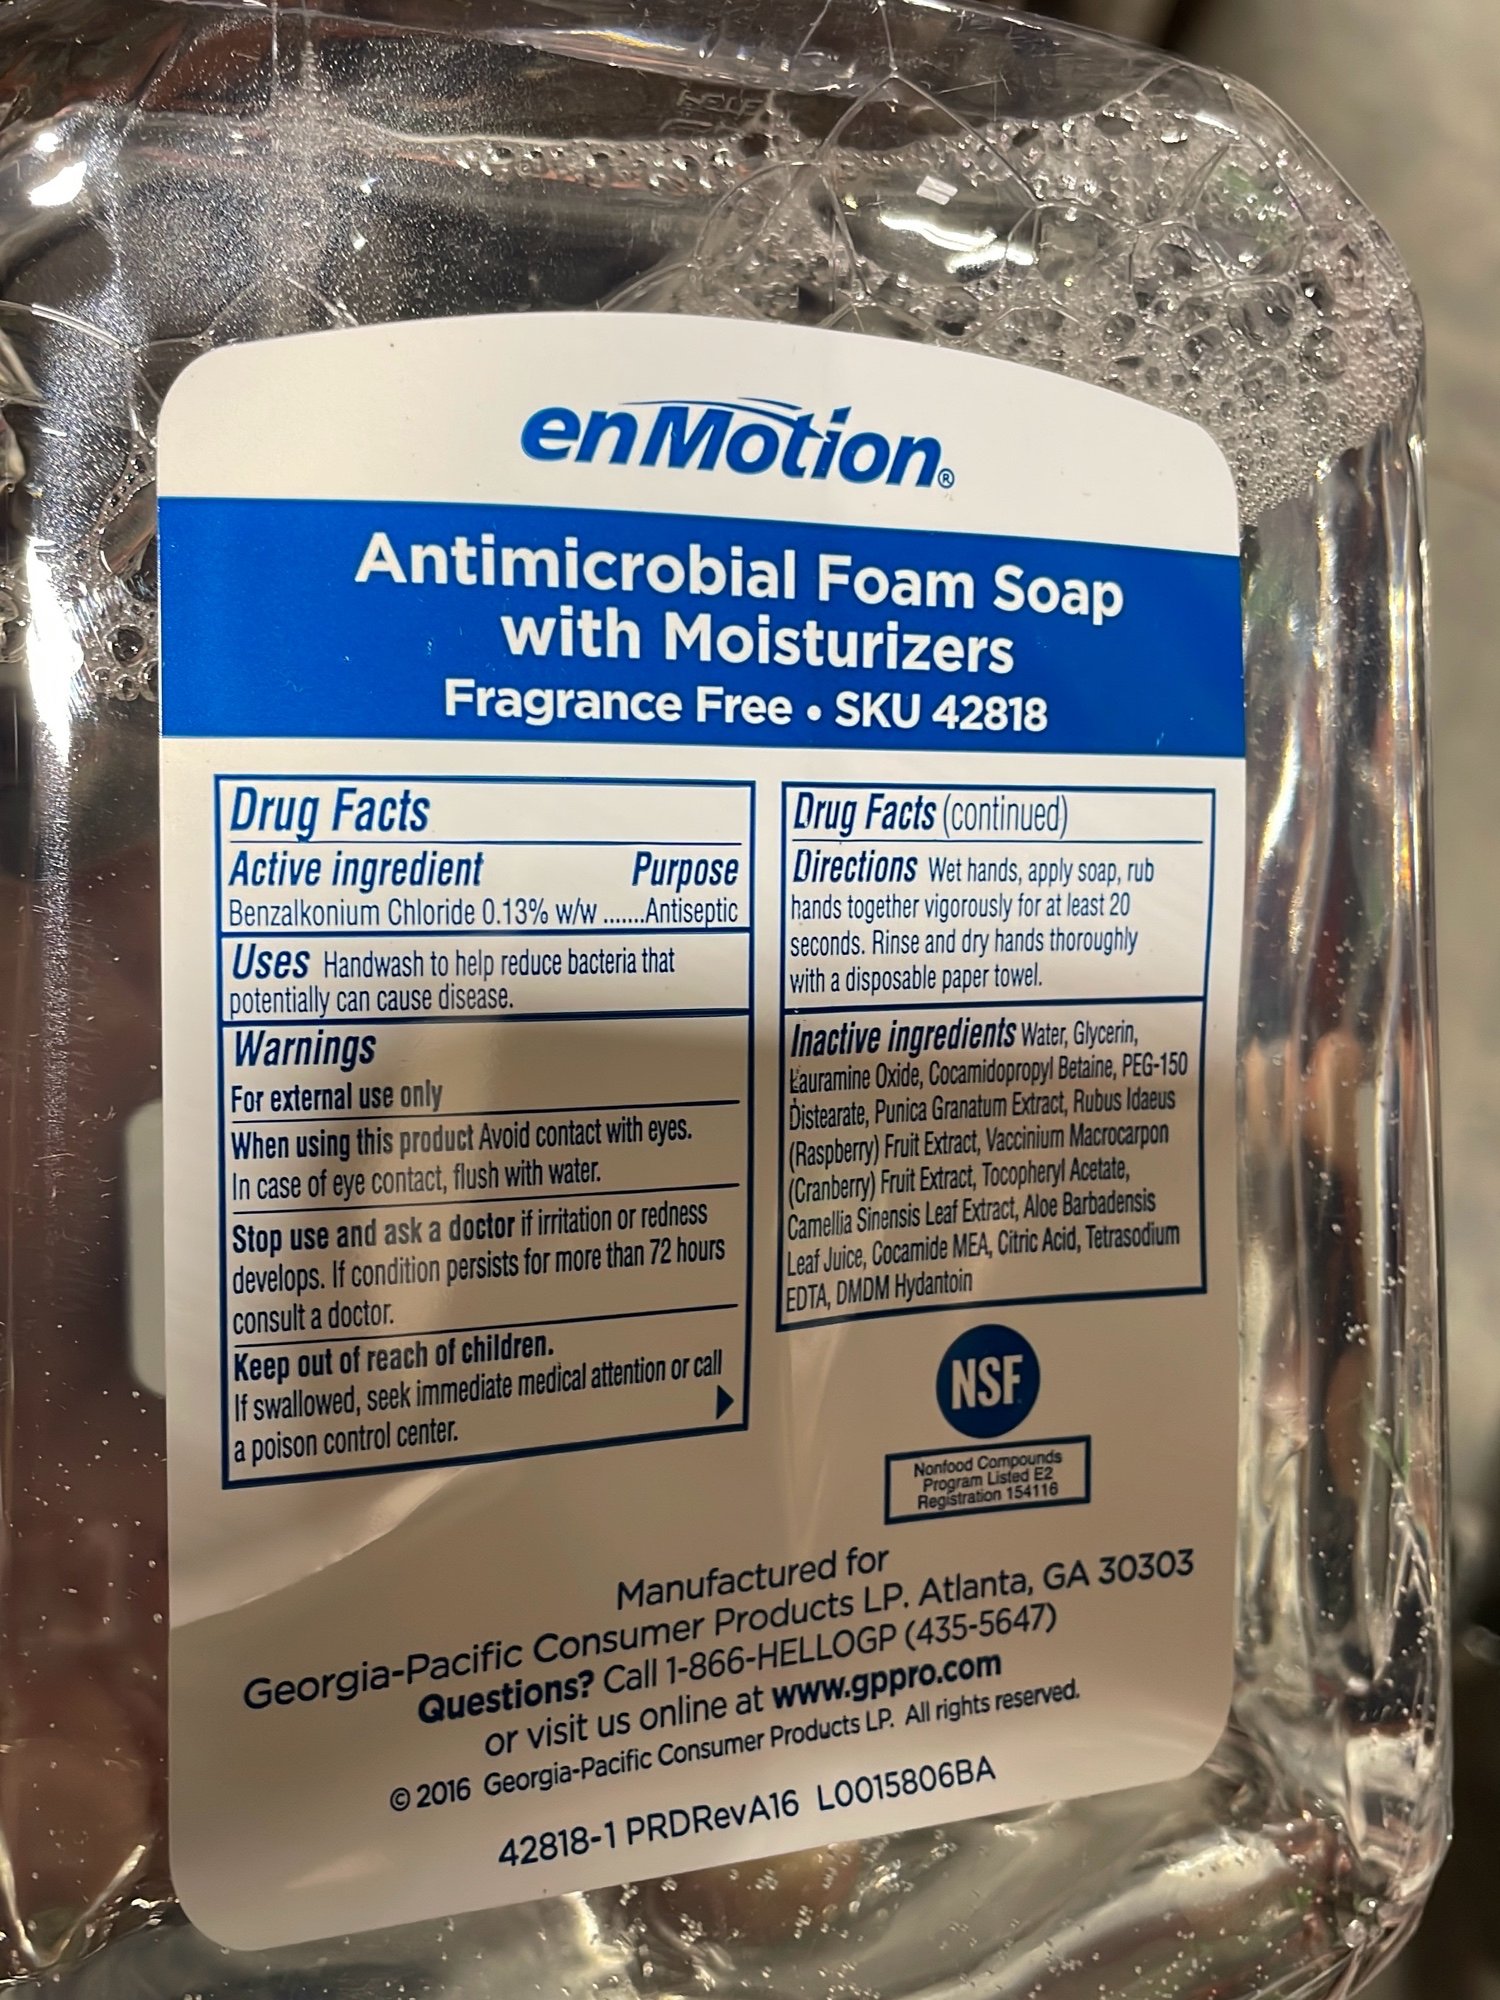 enMotion®
Antimicrobial Foam Soap
with Moisturizers
Fragrance Free • SKU 42818
Drug Facts
Active ingredient Purpose
Benzalkonium Chloride 0.13% w/w .......Antiseptic
Uses Handwash to help reduce bacteria that
potentially can cause disease.
Warnings
For external use only
When using this product Avoid contact with eyes.
In case of eye contact, flush with water.
Stop use and ask a doctor if irritation or redness
develops. If condition persists for more than 72 hours
consult a doctor.
Keep out of reach of children.
If swallowed, seek immediate medical attention or call
a poison control center.
Drug Facts (continued)
Directions Wet hands, apply soap, rub
hands together vigorously for at least 20
seconds. Rinse and dry hands thoroughly
with a disposable paper towel.
Inactive ingredients Water, Glycerin,
Lauramine Oxide, Cocamidopropyl Betaine, PEG-150
Distearate, Punica Granatum Extract, Rubus Idaeus
(Raspberry) Fruit Extract, Vaccinium Macrocarpon
(Cranberry) Fruit Extract, Tocopheryl Acetate,
Camellia Sinensis Leaf Extract, Aloe Barbadensis
Leaf Juice, Cocamide MEA, Citric Acid, Tetrasodium
EDTA, DMDM Hydantoin
NSF
Nonfood Compounds
Program Listed E2
Registration 154116
Manufactured for
Georgia-Pacific Consumer Products LP. Atlanta, GA 30303
Questions? Call 1-866-HELLOGP (435-5647)
or visit us online at www.gppro.com
© 2016 Georgia-Pacific Consumer Products LP. All rights reserved.
42818-1 PRDRevA16 L0015806BA